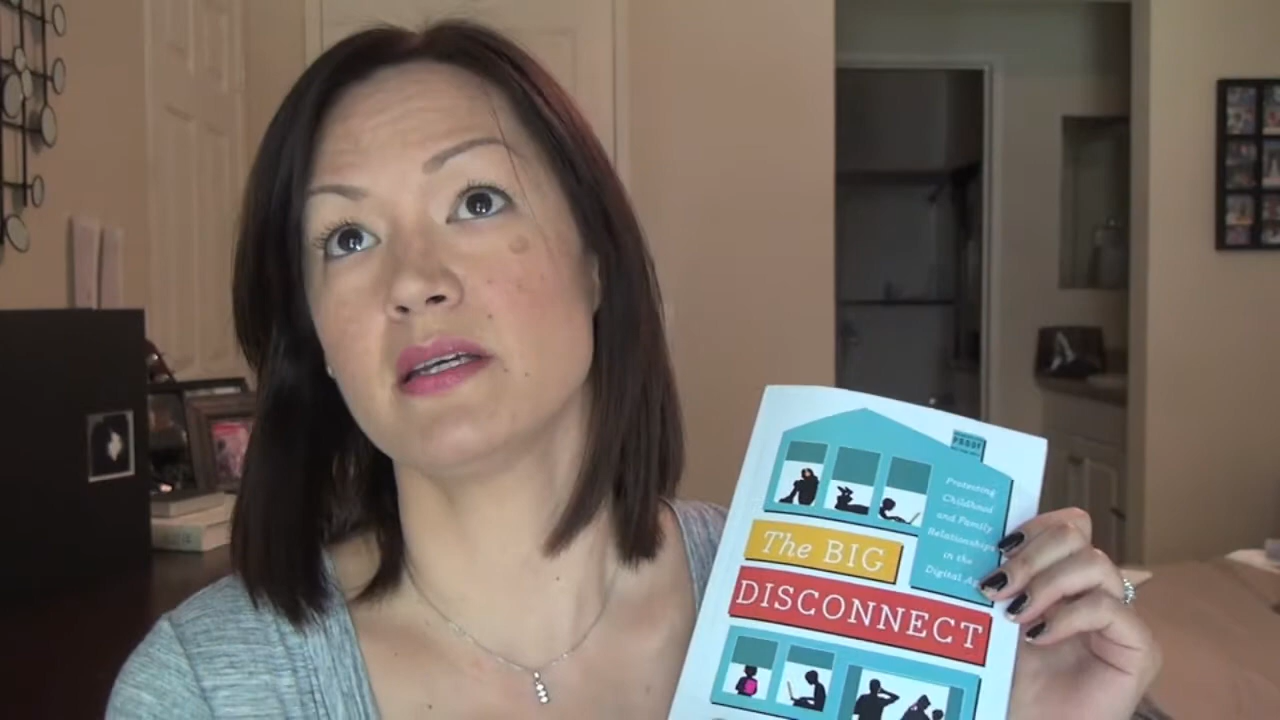 PROOF
Protecting
Childhood
and Family
Relationships
in the
Digital Age
The BIG
DISCONNECT